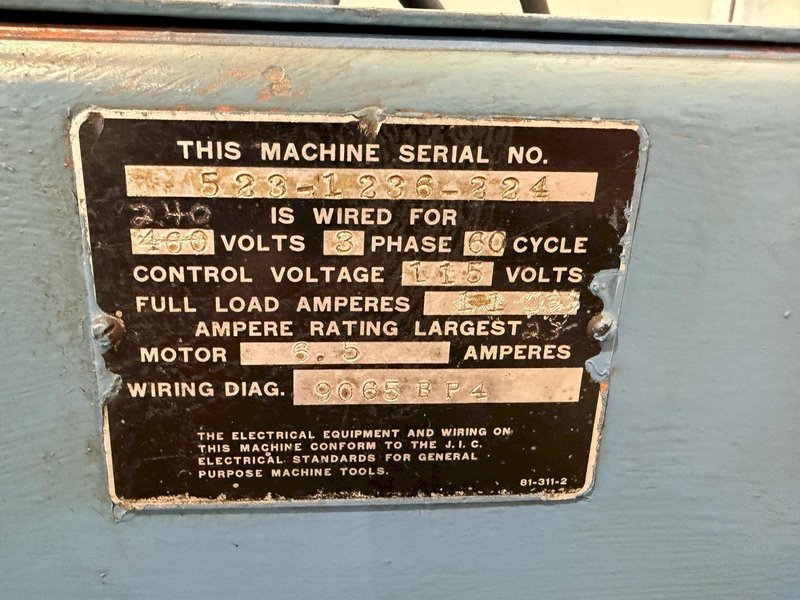 THIS MACHINE SERIAL NO.
523-1236-224
240
IS WIRED FOR
460 VOLTS 3 PHASE 60 CYCLE
CONTROL VOLTAGE 115 VOLTS
FULL LOAD AMPERES 11
AMPERE RATING LARGEST
MOTOR 6.5 AMPERES
WIRING DIAG. 9065 BP4
THE ELECTRICAL EQUIPMENT AND WIRING ON
THIS MACHINE CONFORM TO THE J.I.C.
ELECTRICAL STANDARDS FOR GENERAL
PURPOSE MACHINE TOOLS.
81-311-2